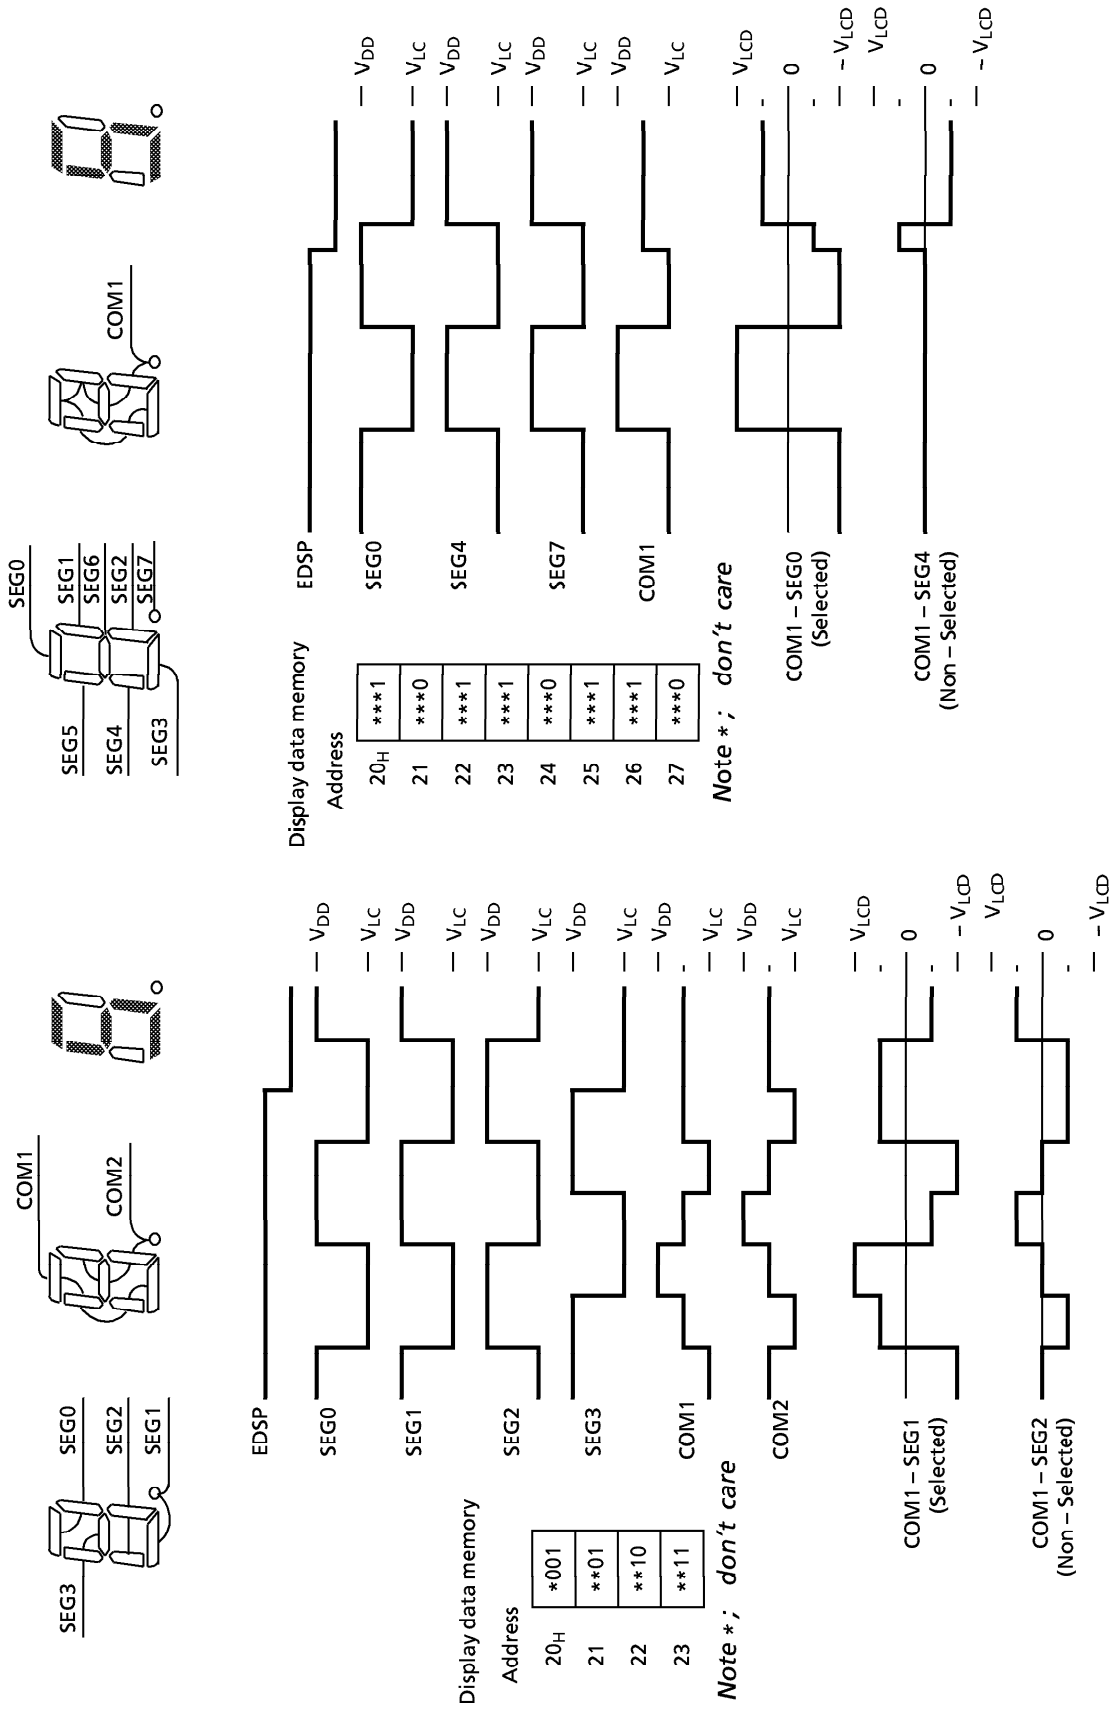 SEG3
SEG0
SEG2
SEG1
COM1
COM2
EDSP
SEG0
SEG1
SEG2
SEG3
COM1
COM2
COM1 – SEG1
(Selected)
COM1 – SEG2
(Non – Selected)
VDD
VLC
VDD
VLC
VDD
VLC
VDD
VLC
VDD
VLC
VDD
VLC
VLCD
0
– VLCD
VLCD
0
– VLCD
Display data memory
Address
20H *001
21 **01
22 **10
23 **11
Note *; don't care
SEG5
SEG4
SEG3
SEG0
SEG1
SEG6
SEG2
SEG7
COM1
EDSP
SEG0
SEG4
SEG7
COM1
COM1 – SEG0
(Selected)
COM1 – SEG4
(Non – Selected)
VDD
VLC
VDD
VLC
VDD
VLC
VDD
VLC
VLCD
0
– VLCD
VLCD
0
– VLCD
Display data memory
Address
20H ***1
21 ***0
22 ***1
23 ***1
24 ***0
25 ***1
26 ***1
27 ***0
Note *; don't care